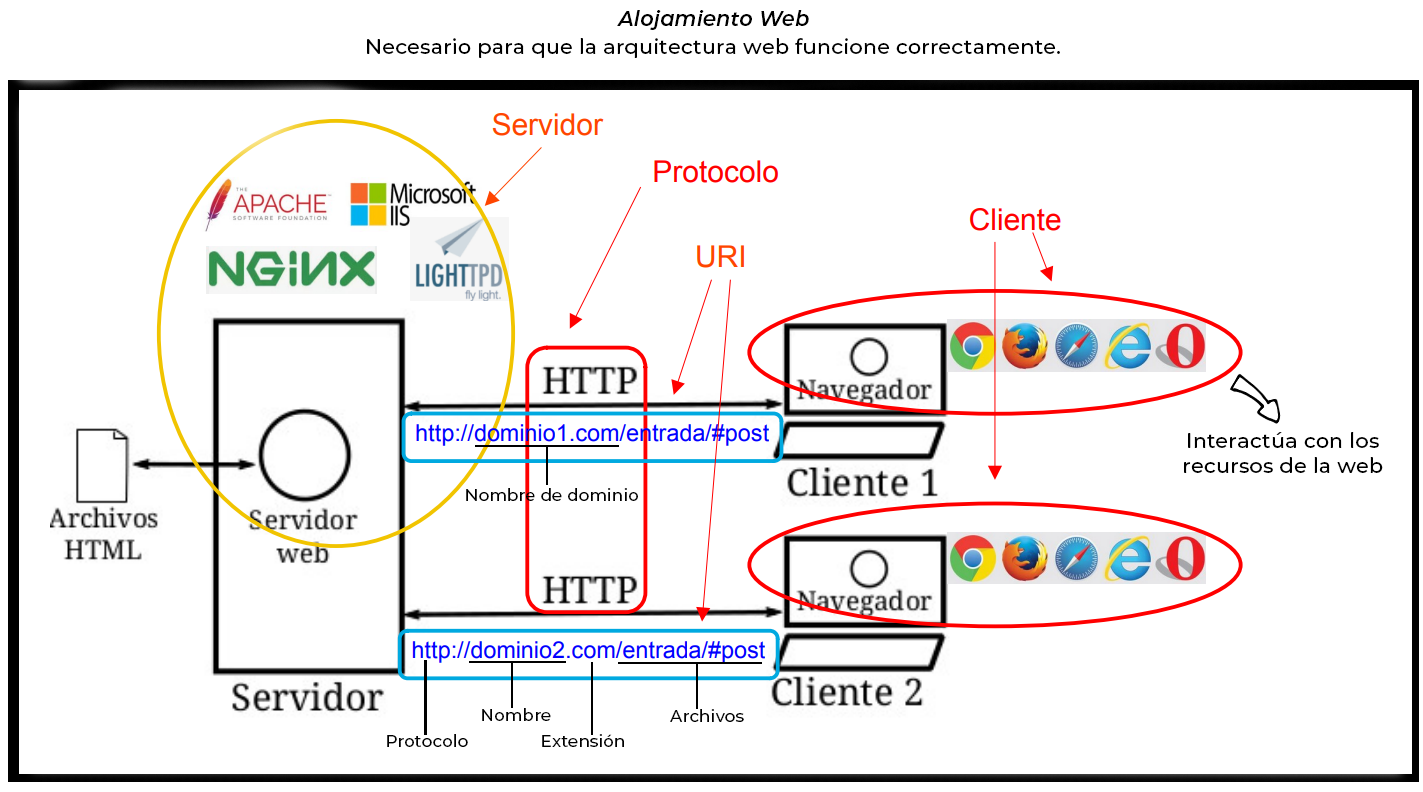 Alojamiento Web
Necesario para que la arquitectura web funcione correctamente.
Servidor
Protocolo
URI
Cliente
THE
APACHE
SOFTWARE FOUNDATION
Microsoft
IIS
NGINX
LIGHTTPD
fly light.
HTTP
http://dominio1.com/entrada/#post
Nombre de dominio
Navegador
Cliente 1
Interactúa con los
recursos de la web
Archivos
HTML
Servidor
web
HTTP
http://dominio2.com/entrada/#post
Nombre
Archivos
Protocolo
Extensión
Navegador
Cliente 2
Servidor